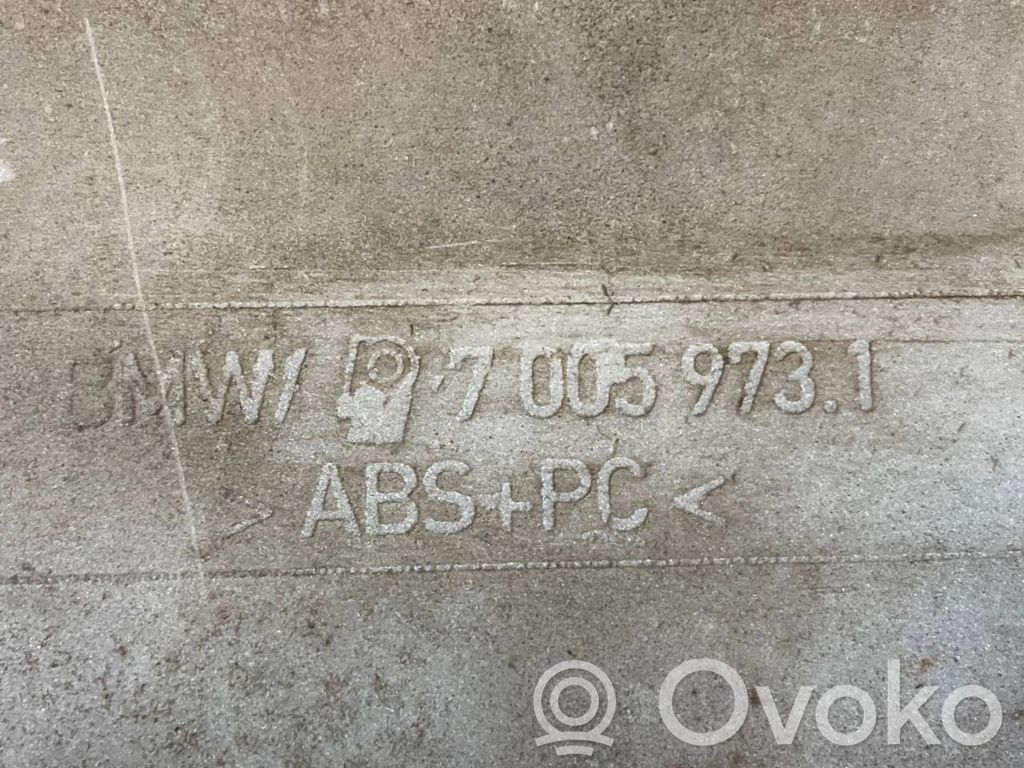 BMW/ 7 005 973.1
> ABS+PC <
Ovoko